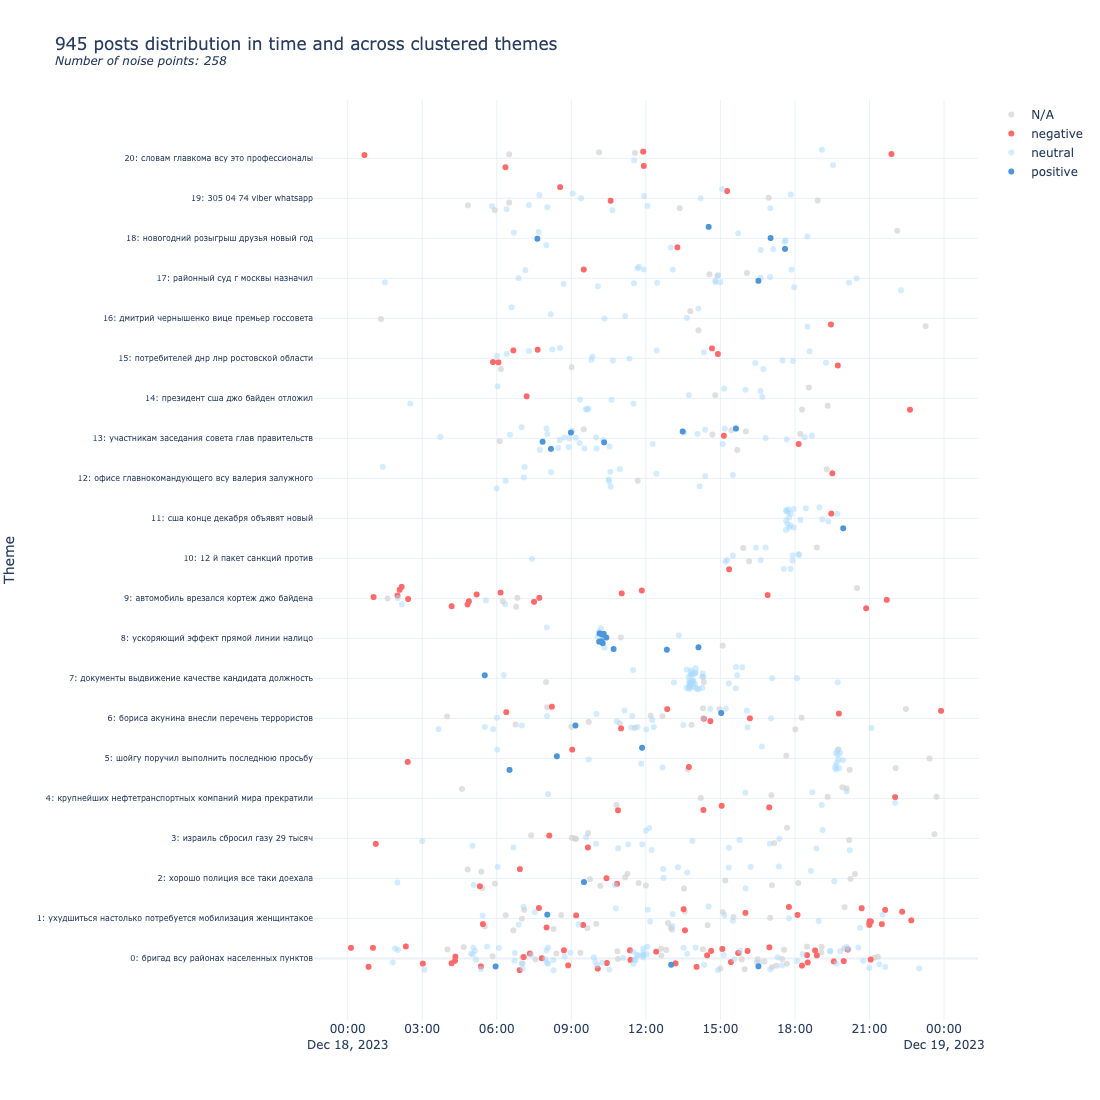 945 posts distribution in time and across clustered themes
Number of noise points: 258
N/A
negative
neutral
positive
Theme
20: словам главкома всу это профессионалы
19: 305 04 74 viber whatsapp
18: новогодний розыгрыш друзья новый год
17: районный суд г москвы назначил
16: дмитрий чернышенко вице премьер госсовета
15: потребителей днр лнр ростовской области
14: президент сша джо байден отложил
13: участникам заседания совета глав правительств
12: офисе главнокомандующего всу валерия залужного
11: сша конце декабря объявят новый
10: 12 й пакет санкций против
9: автомобиль врезался кортеж джо байдена
8: ускоряющий эффект прямой линии налицо
7: документы выдвижение качестве кандидата должность
6: бориса акунина внесли перечень террористов
5: шойгу поручил выполнить последнюю просьбу
4: крупнейших нефтетранспортных компаний мира прекратили
3: израиль сбросил газу 29 тысяч
2: хорошо полиция все таки доехала
1: ухудшиться настолько потребуется мобилизация женщинтакое
0: бригад всу районах населенных пунктов
00:00 03:00 06:00 09:00 12:00 15:00 18:00 21:00 00:00
Dec 18, 2023 Dec 19, 2023